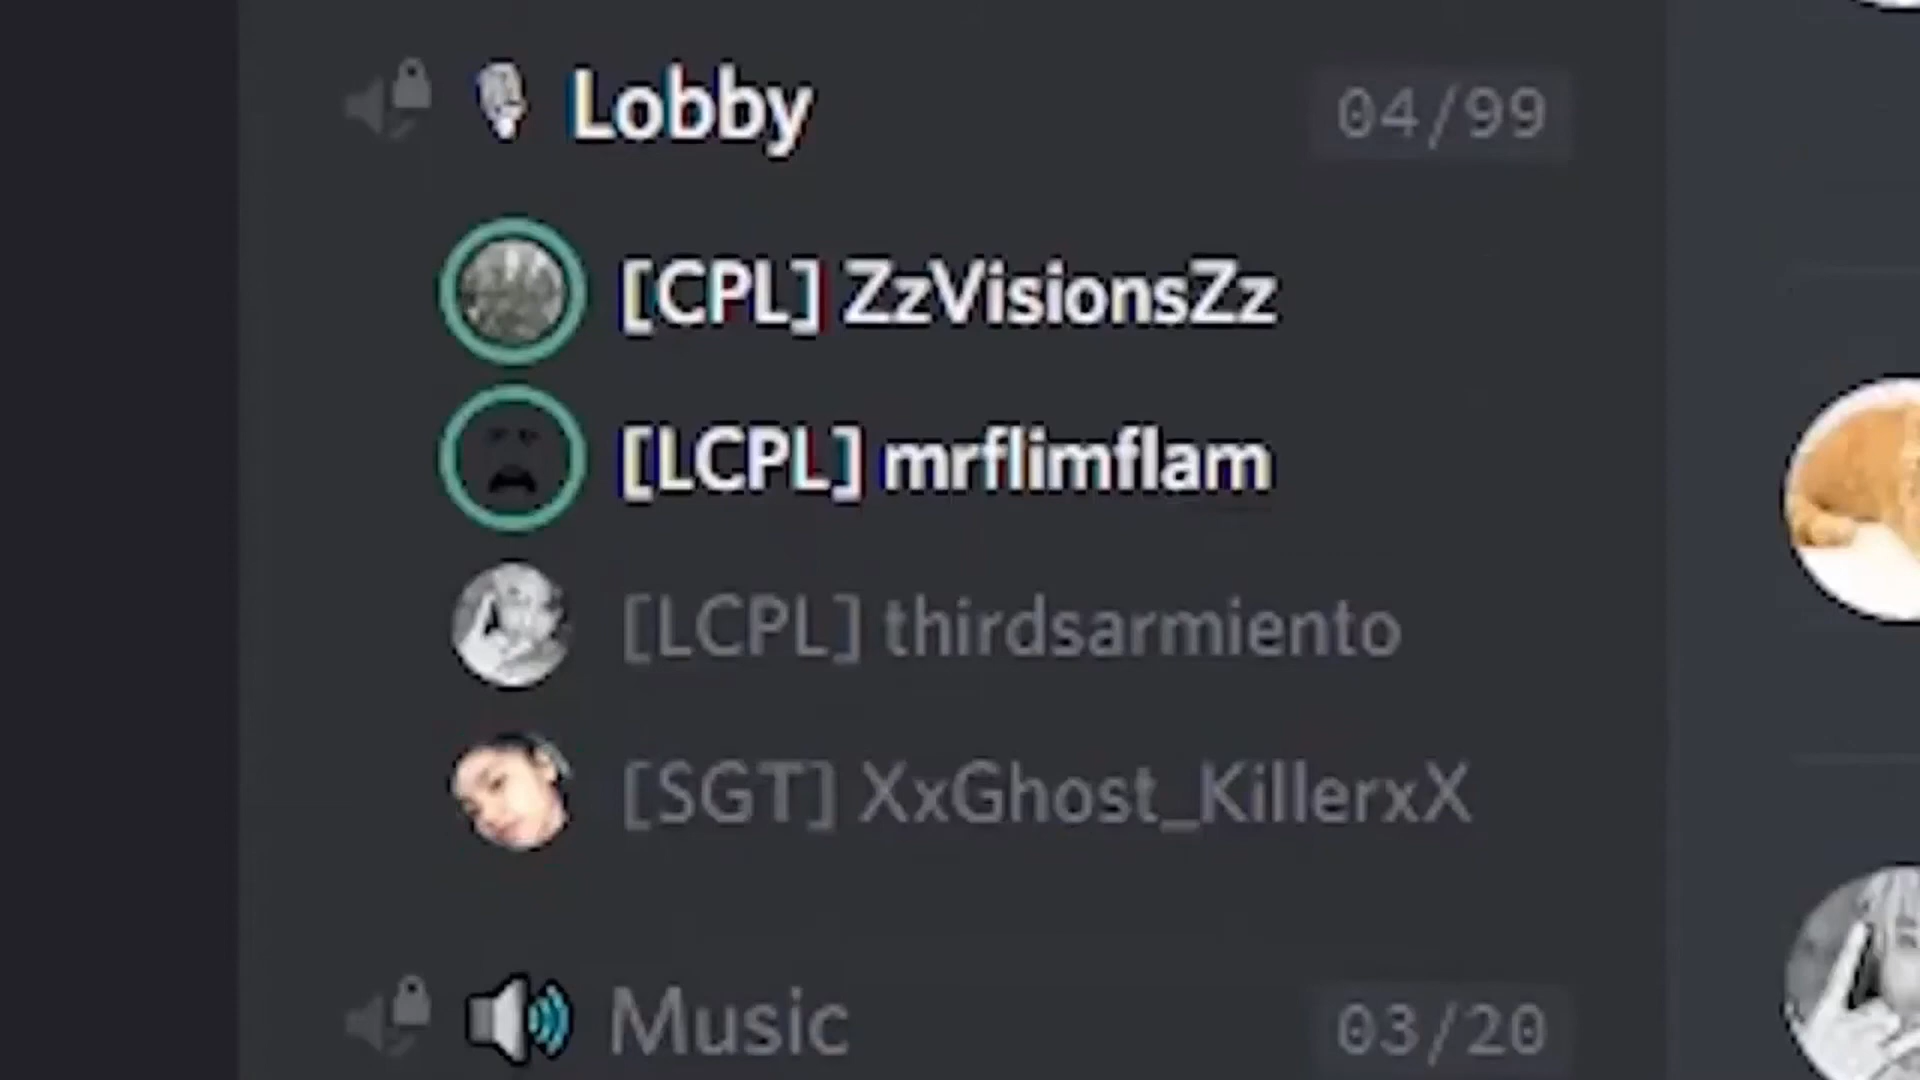 Lobby 04/99
[CPL] ZzVisionsZz
[LCPL] mrflimflam
[LCPL] thirdsarmiento
[SGT] XxGhost_KillerxX
Music 03/20